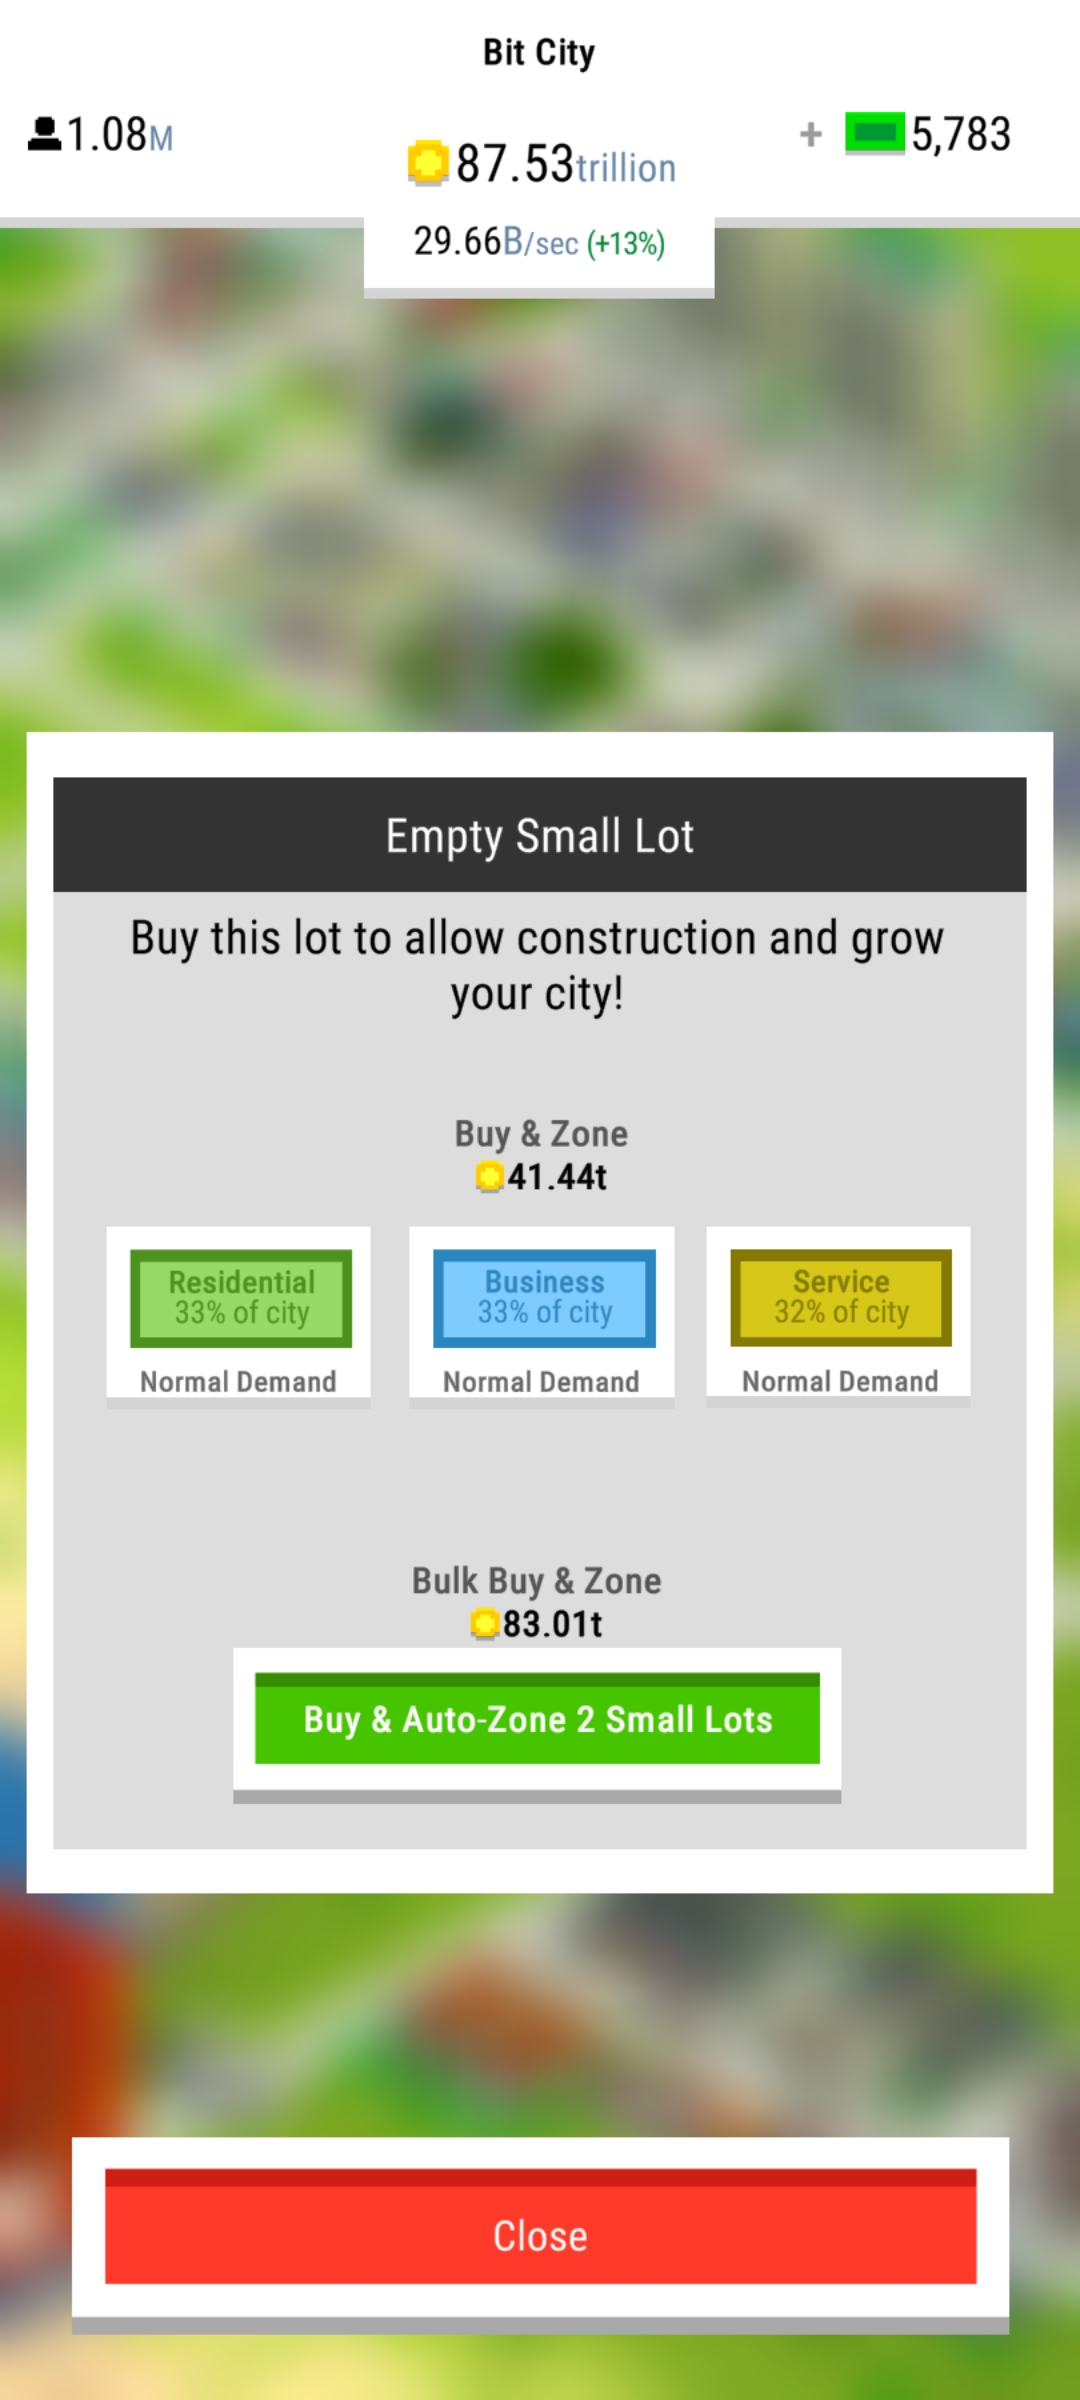 Bit City
1.08M
87.53trillion
+ 5,783
29.66B/sec (+13%)
Empty Small Lot
Buy this lot to allow construction and grow
your city!
Buy & Zone
41.44t
Residential
33% of city
Normal Demand
Business
33% of city
Normal Demand
Service
32% of city
Normal Demand
Bulk Buy & Zone
83.01t
Buy & Auto-Zone 2 Small Lots
Close